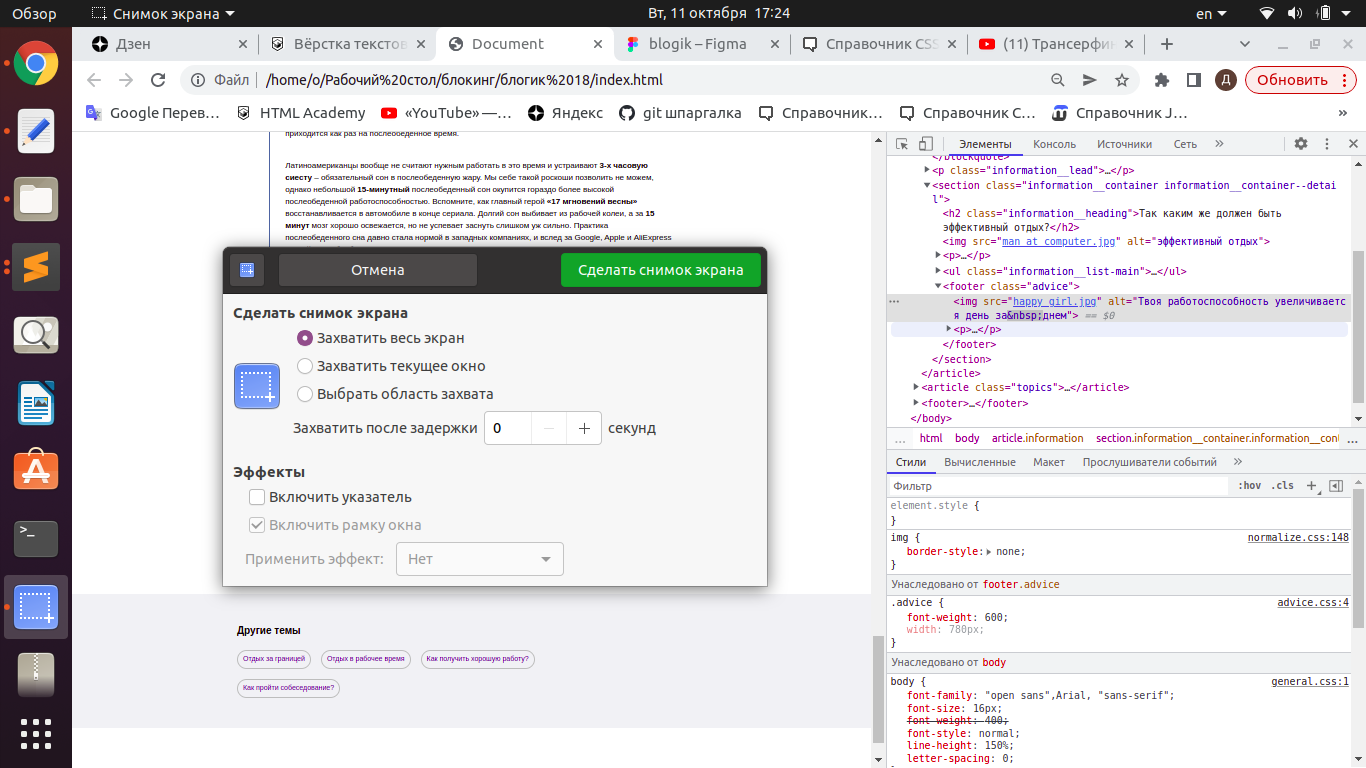 Обзор
Снимок экрана
Вт, 11 октября 17:24
en
Дзен
Вёрстка текстов
Document
blogik – Figma
Справочник CSS
(11) Трансерфин
Файл
/home/o/Рабочий%20стол/блокинг/блогик%2018/index.html
Д
Обновить
Google Перев…
HTML Academy
«YouTube» —…
Яндекс
git шпаргалка
Справочник…
Справочник С…
Справочник J…
»
приходится как раз на послеобеденное время.
Латиноамериканцы вообще не считают нужным работать в это время и устраивают 3-х часовую
сиесту – обязательный сон в послеобеденную жару. Мы себе такой роскоши позволить не можем,
однако небольшой 15-минутный послеобеденный сон окупится гораздо более высокой
послеобеденной работоспособностью. Вспомните, как главный герой «17 мгновений весны»
восстанавливается в автомобиле в конце сериала. Долгий сон выбивает из рабочей колеи, а за 15
минут мозг хорошо освежается, но не успевает заснуть слишком уж сильно. Практика
послеобеденного сна давно стала нормой в западных компаниях, и вслед за Google, Apple и AliExpress
Отмена
Сделать снимок экрана
Сделать снимок экрана
Захватить весь экран
Захватить текущее окно
Выбрать область захвата
Захватить после задержки 0 секунд
Эффекты
Включить указатель
Включить рамку окна
Применить эффект: Нет
Другие темы
Отдых за границей
Отдых в рабочее время
Как получить хорошую работу?
Как пройти собеседование?
Элементы
Консоль
Источники
Сеть
»
</blockquote>
<p class="information__lead">…</p>
<section class="information__container information__container--detai
l">
<h2 class="information__heading">Так каким же должен быть
эффективный отдых?</h2>
<img src="man_at_computer.jpg" alt="эффективный отдых">
<p>…</p>
<ul class="information__list-main">…</ul>
<footer class="advice">
<img src="happy_girl.jpg" alt="Твоя работоспособность увеличиваетс
я день за&nbsp;днем"> == $0
<p>…</p>
</footer>
</section>
</article>
<article class="topics">…</article>
<footer>…</footer>
</body>
… html body article.information section.information__container.information__cont …
Стили
Вычисленные
Макет
Прослушиватели событий
»
Фильтр
:hov .cls +
element.style {
}
img { normalize.css:148
border-style: none;
}
Унаследовано от footer.advice
.advice { advice.css:4
font-weight: 600;
width: 780px;
}
Унаследовано от body
body { general.css:1
font-family: "open sans",Arial, "sans-serif";
font-size: 16px;
font-weight: 400;
font-style: normal;
line-height: 150%;
letter-spacing: 0;